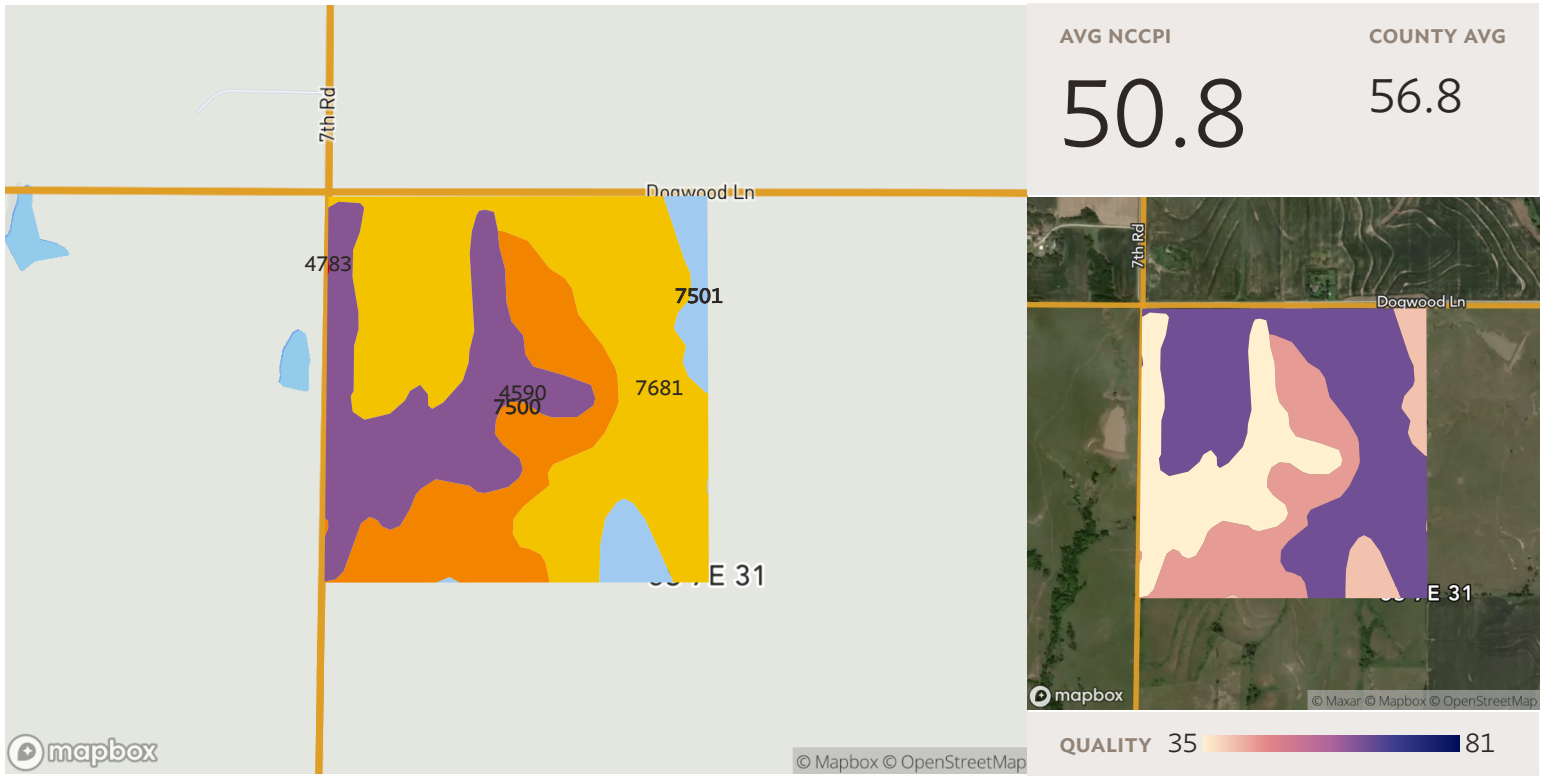 7th Rd
Dogwood Ln
4783
7501
4590
7681
7500
E 31
mapbox
© Mapbox © OpenStreetMap
AVG NCCPI
COUNTY AVG
50.8
56.8
7th Rd
Dogwood Ln
E 31
mapbox
© Maxar © Mapbox © OpenStreetMap
QUALITY 35 81